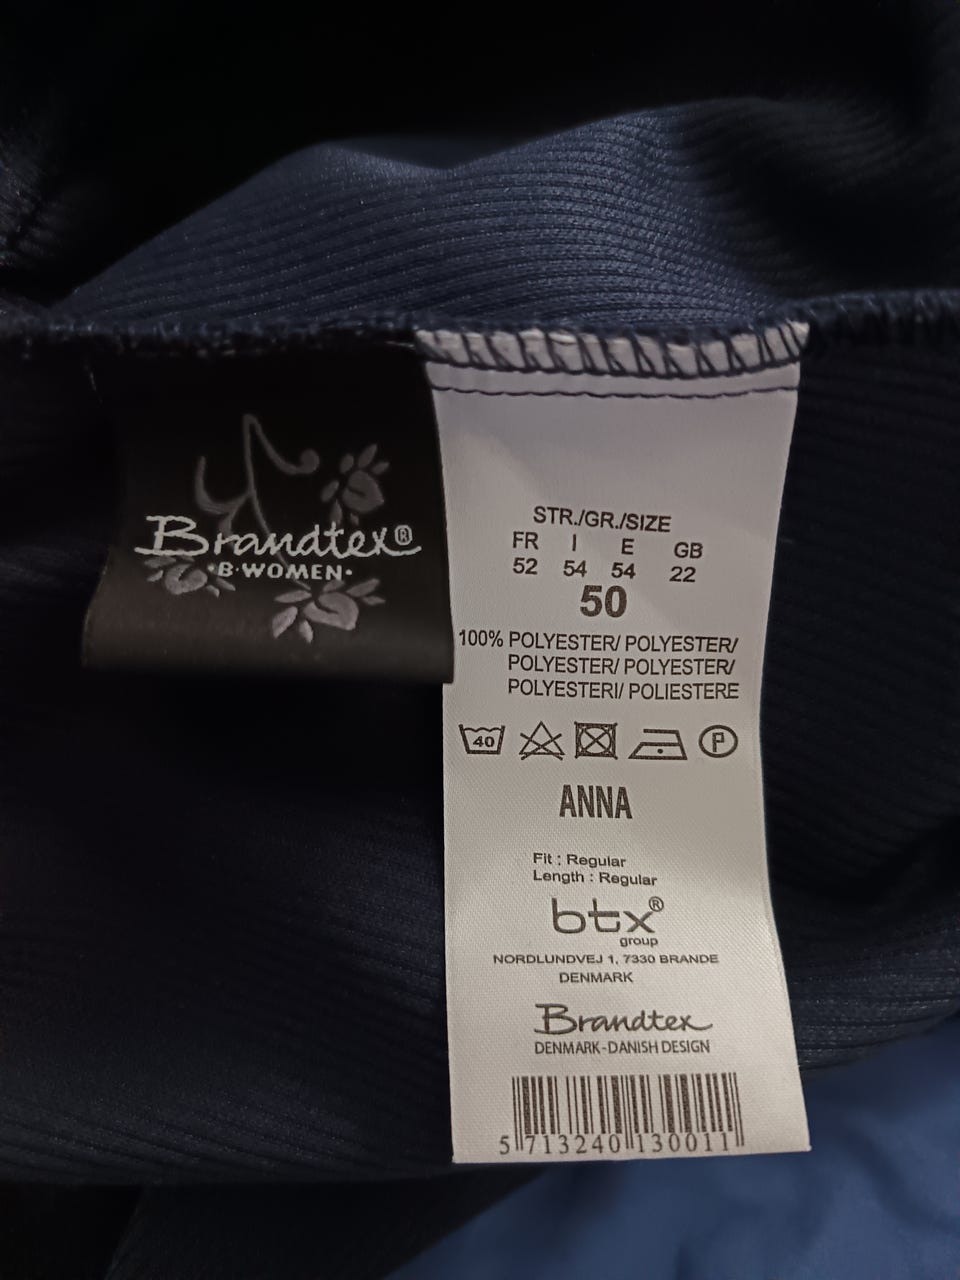 Brandtex®
·B·WOMEN·
STR./GR./SIZE
FR I E GB
52 54 54 22
50
100% POLYESTER/ POLYESTER/
POLYESTER/ POLYESTER/
POLYESTERI/ POLIESTERE
40 P
ANNA
Fit : Regular
Length : Regular
btx®
group
NORDLUNDVEJ 1, 7330 BRANDE
DENMARK
Brandtex
DENMARK-DANISH DESIGN
5 713240 130011